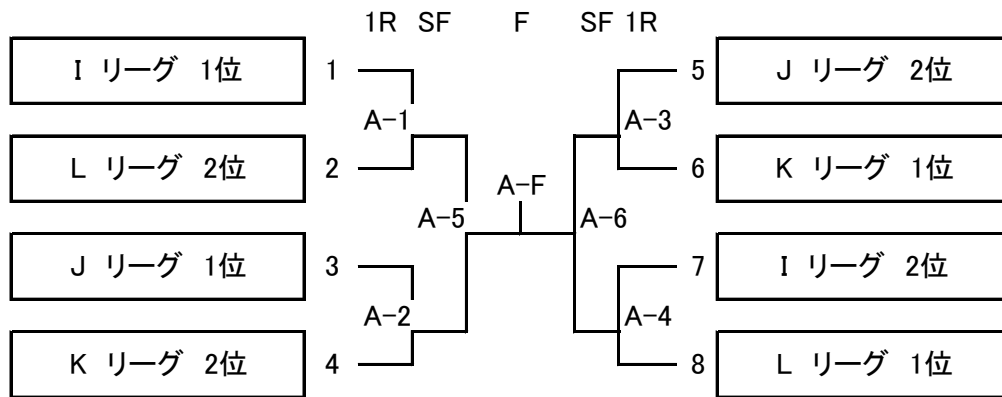 1R SF F SF 1R
I リーグ 1位 1 5 J リーグ 2位
A-1 A-3
L リーグ 2位 2 6 K リーグ 1位
A-F
A-5 A-6
J リーグ 1位 3 7 I リーグ 2位
A-2 A-4
K リーグ 2位 4 8 L リーグ 1位